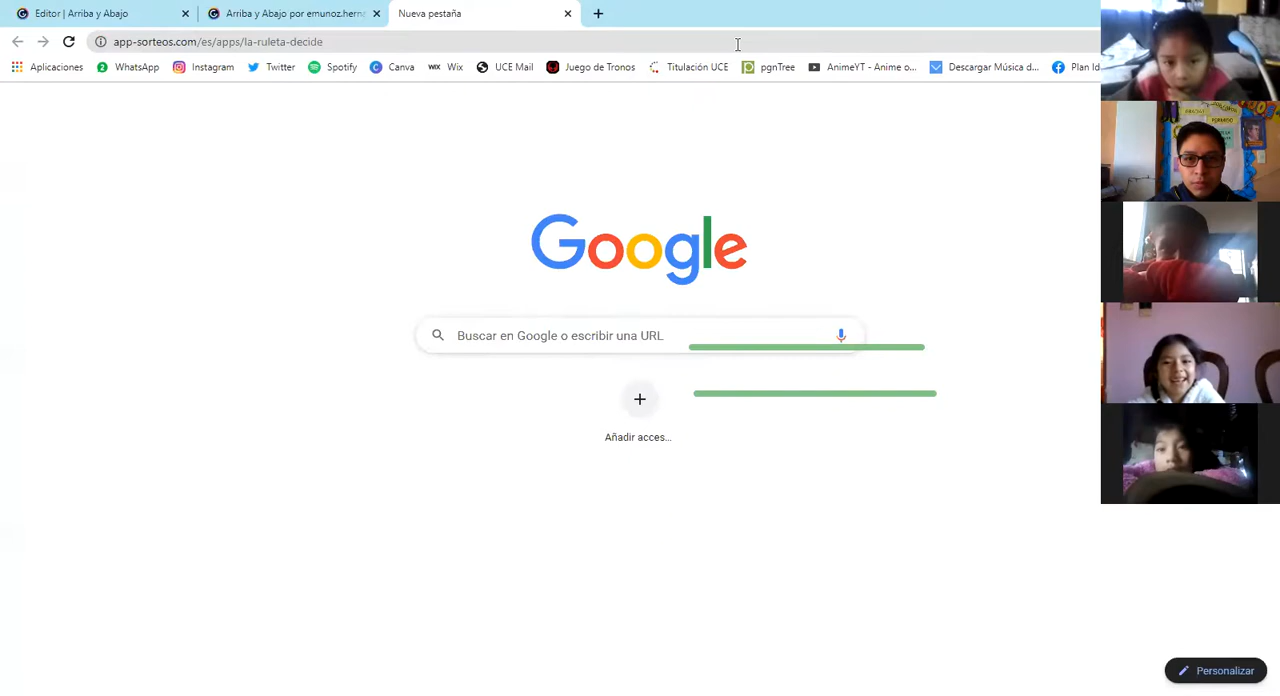 Editor | Arriba y Abajo
Arriba y Abajo por emunoz.herna
Nueva pestaña
app-sorteos.com/es/apps/la-ruleta-decide
Aplicaciones WhatsApp Instagram Twitter Spotify Canva Wix UCE Mail Juego de Tronos Titulación UCE pgnTree AnimeYT - Anime o... Descargar Música d... Plan Id
Google
Buscar en Google o escribir una URL
Añadir acces...
Personalizar